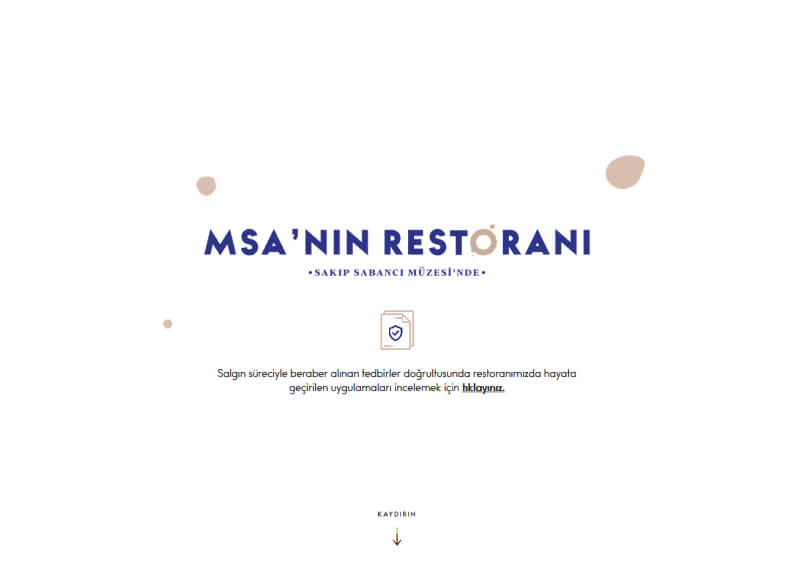 MSA'NIN RESTORANI
•SAKIP SABANCI MÜZESİ'NDE•
Salgın süreciyle beraber alınan tedbirler doğrultusunda restoranımızda hayata
geçirilen uygulamaları incelemek için tıklayınız.
KAYDIRIN